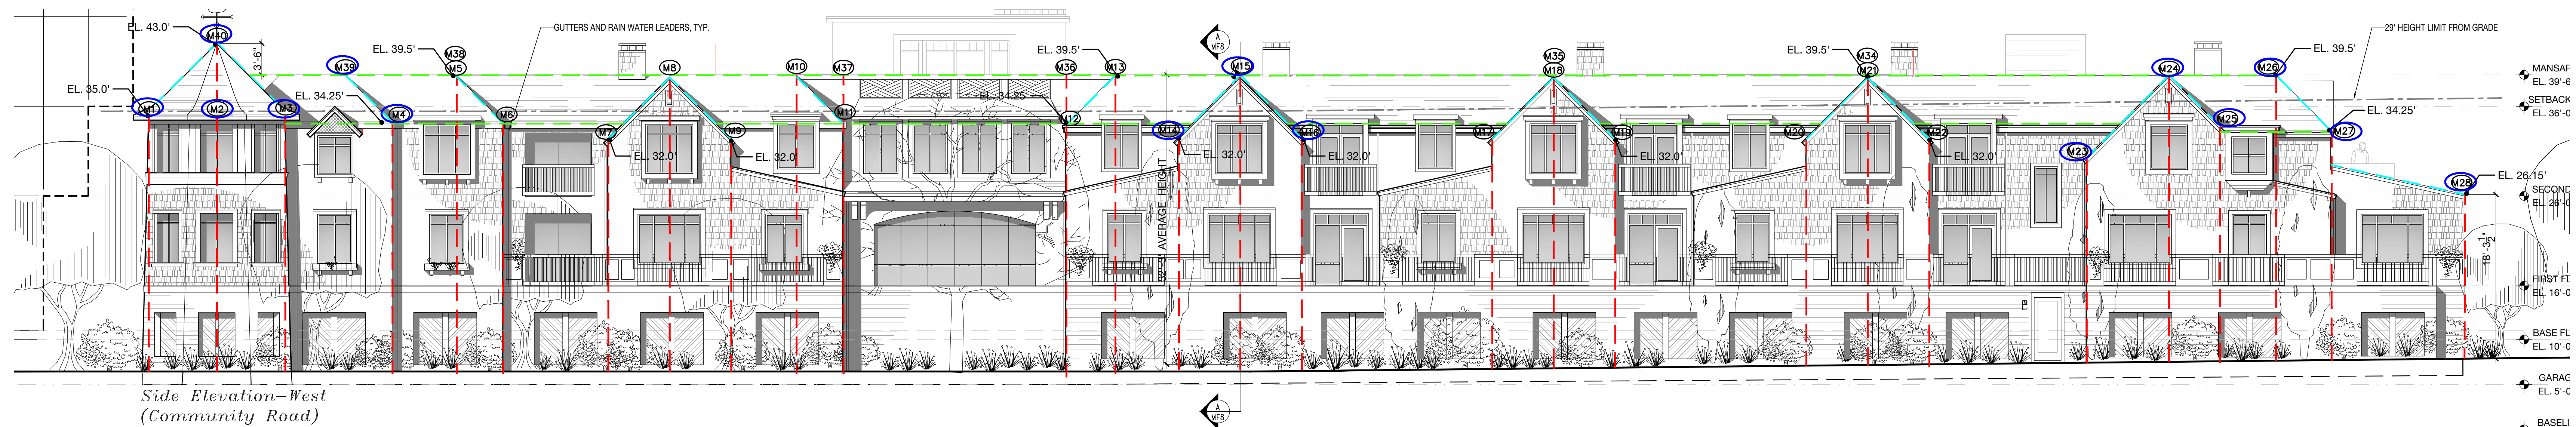 EL. 43.0'
M40
3'-6"
M39
EL. 39.5'
M38
M5
GUTTERS AND RAIN WATER LEADERS, TYP.
M8
M10
M37
EL. 39.5'
M36
M13
A
MF8
M15
M35
M18
EL. 39.5'
M34
M21
M24
M26
EL. 39.5'
29' HEIGHT LIMIT FROM GRADE
MANSAF
EL. 39'-6
EL. 35.0'
M1
M2
M3
EL. 34.25'
M4
M6
M7
M9
M11
EL. 34.25'
M12
M14
M16
M17
M19
M20
M22
M23
M25
M27
EL. 34.25'
SETBACK
EL. 36'-0
EL. 32.0'
EL. 32.0'
EL. 32.0'
EL. 32.0'
EL. 32.0'
EL. 32.0'
32'-3" AVERAGE HEIGHT
M28
EL. 26.15'
SECOND
EL. 26'-0
18'-3 1/2"
FIRST FL
EL. 16'-0
BASE FL
EL. 10'-0
GARAG
EL. 5'-0
BASELI
Side Elevation-West
(Community Road)
A
MF8